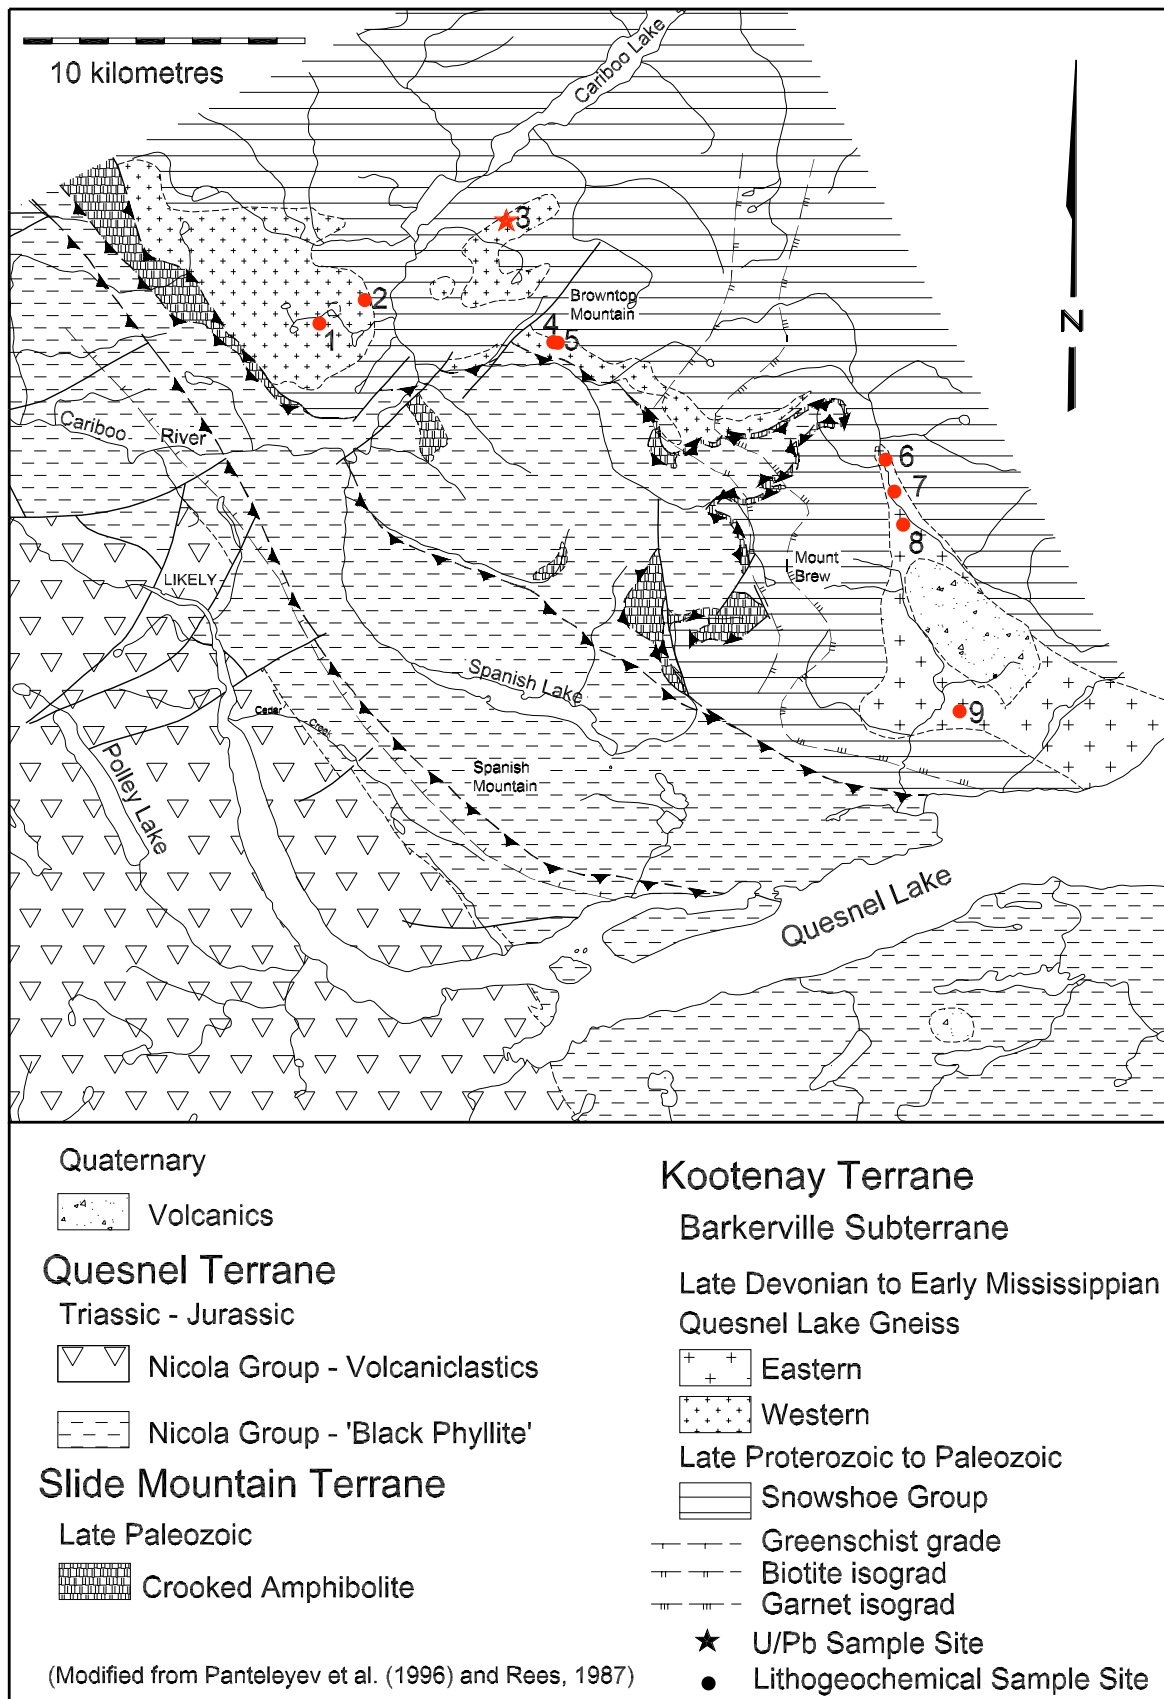 10 kilometres
Cariboo Lake
3
2
1
Browntop
Mountain
4
5
Cariboo River
6
7
8
Mount
Brew
LIKELY
Spanish Lake
Cedar
Creek
9
Polley Lake
Spanish
Mountain
Quesnel Lake
N
Quaternary
Volcanics
Quesnel Terrane
Triassic - Jurassic
Nicola Group - Volcaniclastics
Nicola Group - 'Black Phyllite'
Slide Mountain Terrane
Late Paleozoic
Crooked Amphibolite
(Modified from Panteleyev et al. (1996) and Rees, 1987)
Kootenay Terrane
Barkerville Subterrane
Late Devonian to Early Mississippian
Quesnel Lake Gneiss
Eastern
Western
Late Proterozoic to Paleozoic
Snowshoe Group
Greenschist grade
Biotite isograd
Garnet isograd
U/Pb Sample Site
Lithogeochemical Sample Site